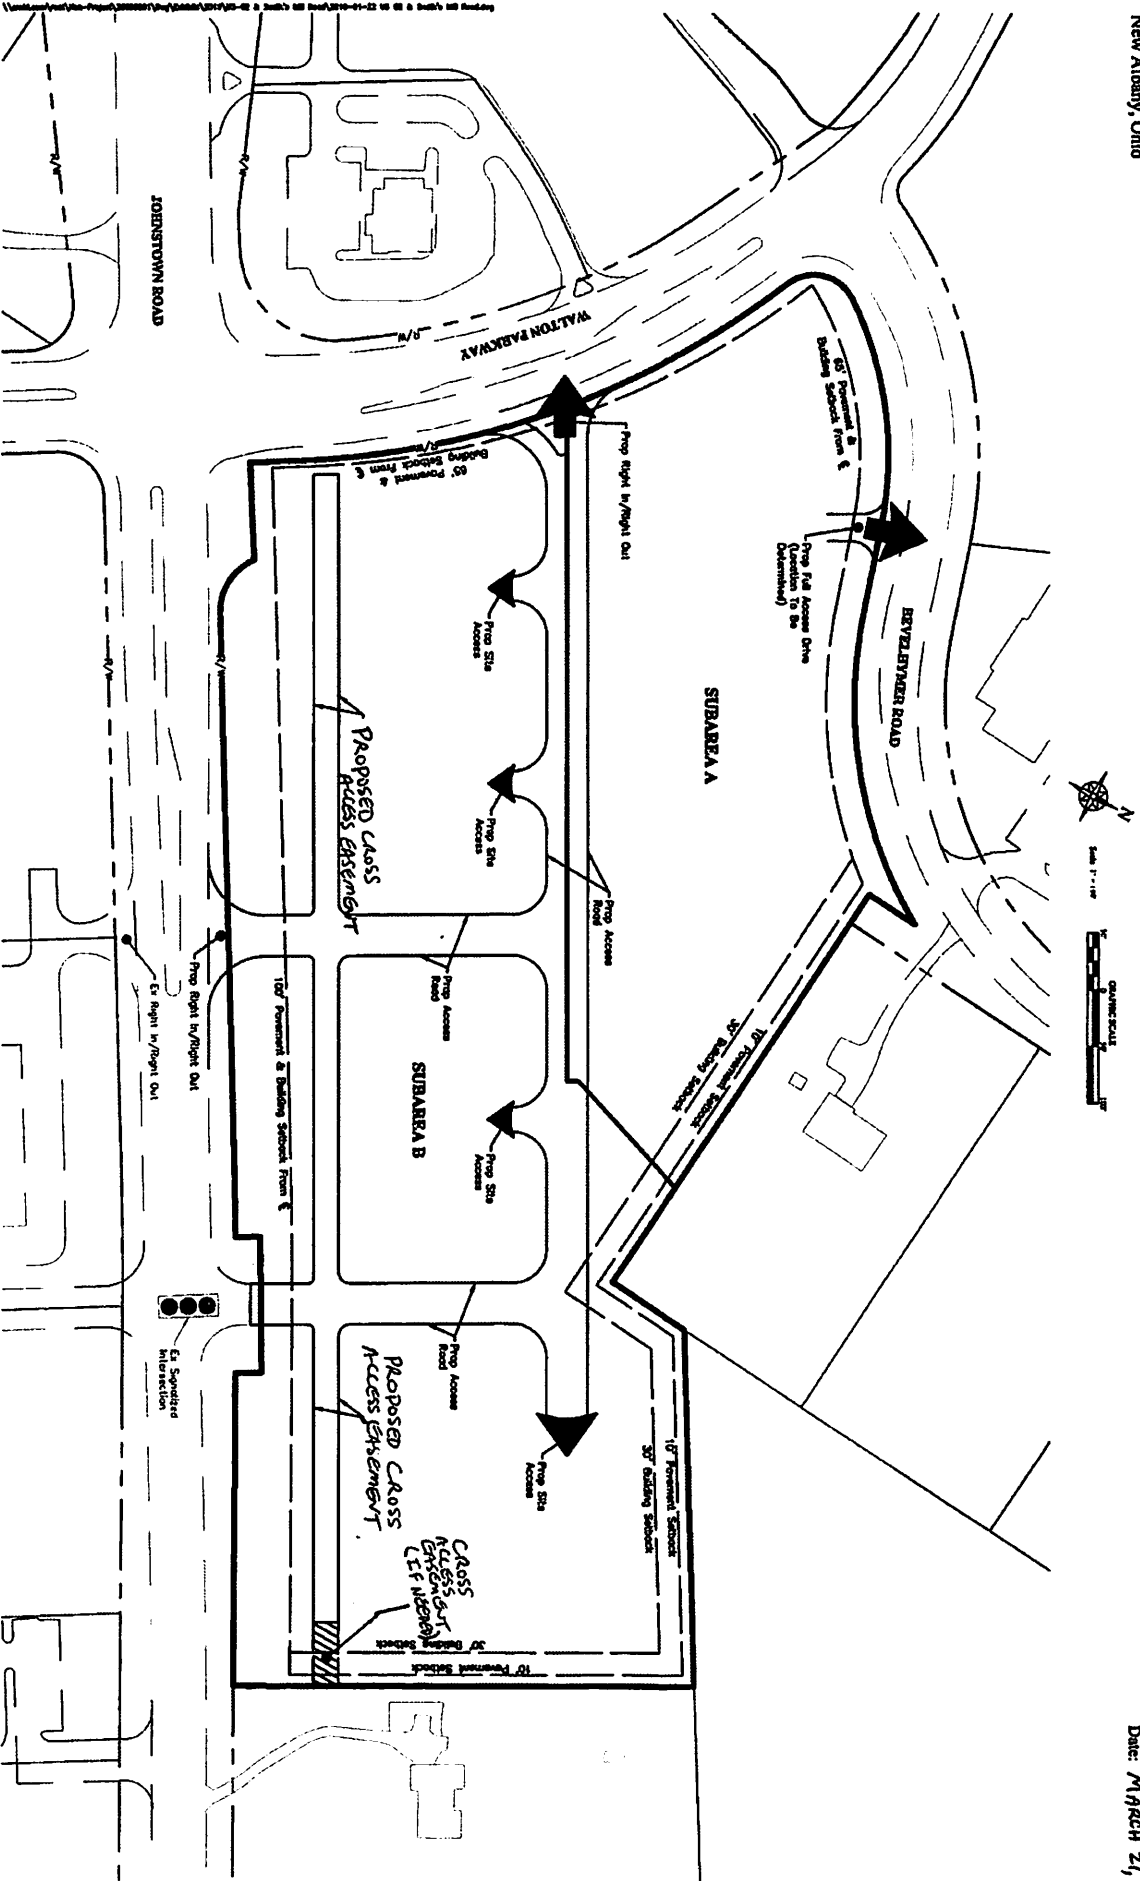 New Albany, Ohio
Date: MARCH 21,
N
GRAPHIC SCALE
JOHNSTOWN ROAD
WALTON PARKWAY
BEVELHYMER ROAD
R/W
R/W
R/W
R/W
R/W
R/W
65' Pavement &
Building Setback From ℄
65' Pavement &
Building Setback From ℄
Prop Right In/Right Out
Prop Full Access Drive
(Location To Be
Determined)
SUBAREA A
Prop Site
Access
Prop Site
Access
Prop Access
Road
PROPOSED CROSS
ACCESS EASEMENT
Prop Access
Road
10' Pavement Setback
30' Building Setback
Prop Right In/Right Out
Ex Right In/Right Out
100' Pavement & Building Setback From ℄
SUBAREA B
Prop Site
Access
Ex Signalized
Intersection
Prop Access
Road
PROPOSED CROSS
ACCESS EASEMENT
Prop Site
Access
10' Pavement Setback
30' Building Setback
CROSS
ACCESS
EASEMENT
(IF NEEDED)
30' Building Setback
10' Pavement Setback